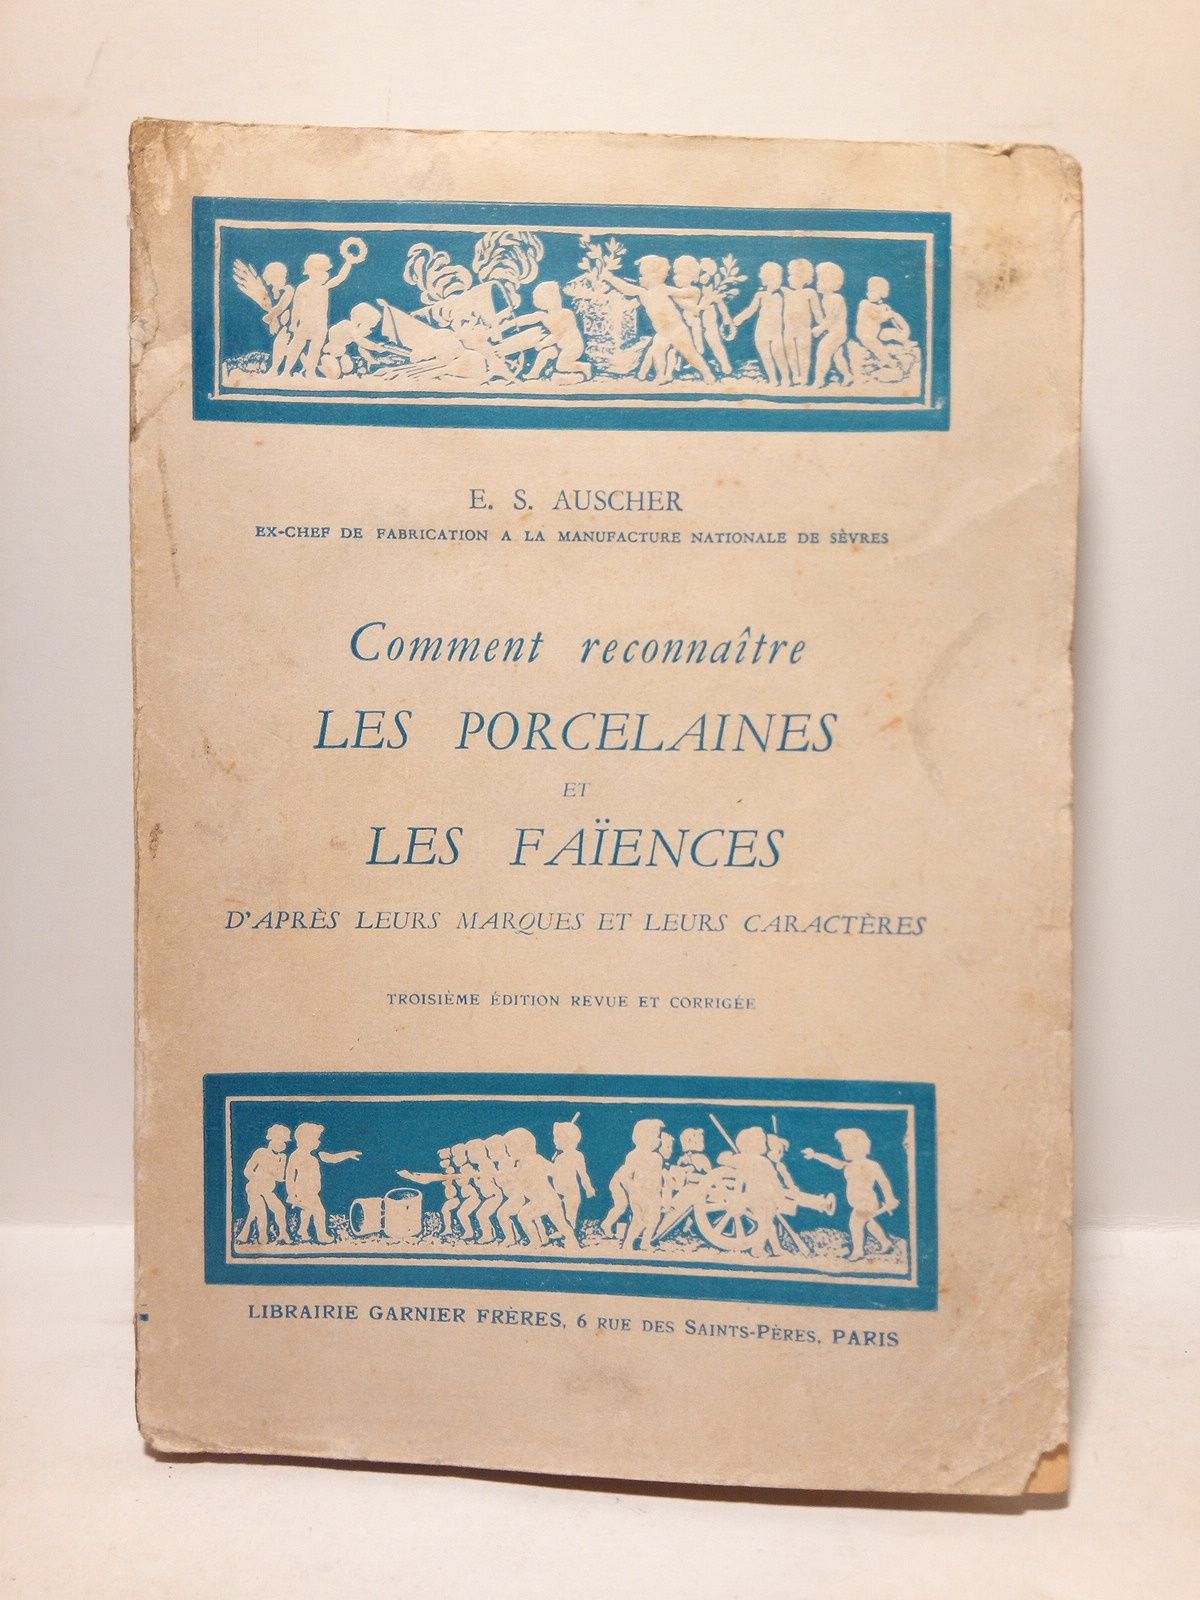 E. S. AUSCHER
EX-CHEF DE FABRICATION A LA MANUFACTURE NATIONALE DE SÈVRES
Comment reconnaître
LES PORCELAINES
ET
LES FAÏENCES
D'APRÈS LEURS MARQUES ET LEURS CARACTÈRES
TROISIÈME ÉDITION REVUE ET CORRIGÉE
LIBRAIRIE GARNIER FRÈRES, 6 RUE DES SAINTS-PÈRES, PARIS